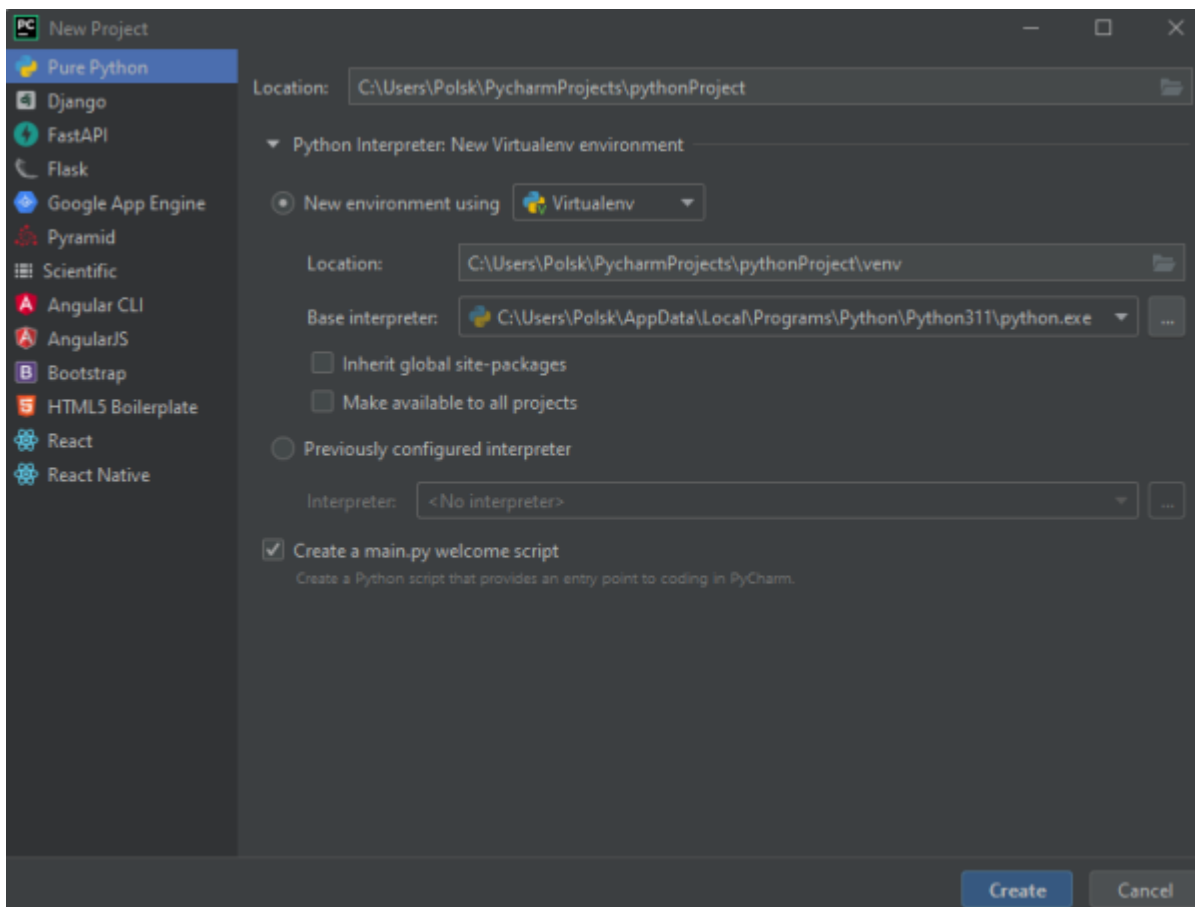 PC New Project
Pure Python
Django
FastAPI
Flask
Google App Engine
Pyramid
Scientific
Angular CLI
AngularJS
Bootstrap
HTML5 Boilerplate
React
React Native
Location: C:\Users\Polsk\PycharmProjects\pythonProject
Python Interpreter: New Virtualenv environment
New environment using Virtualenv
Location: C:\Users\Polsk\PycharmProjects\pythonProject\venv
Base interpreter: C:\Users\Polsk\AppData\Local\Programs\Python\Python311\python.exe ...
Inherit global site-packages
Make available to all projects
Previously configured interpreter
Interpreter: <No interpreter> ...
Create a main.py welcome script
Create a Python script that provides an entry point to coding in PyCharm.
Create Cancel